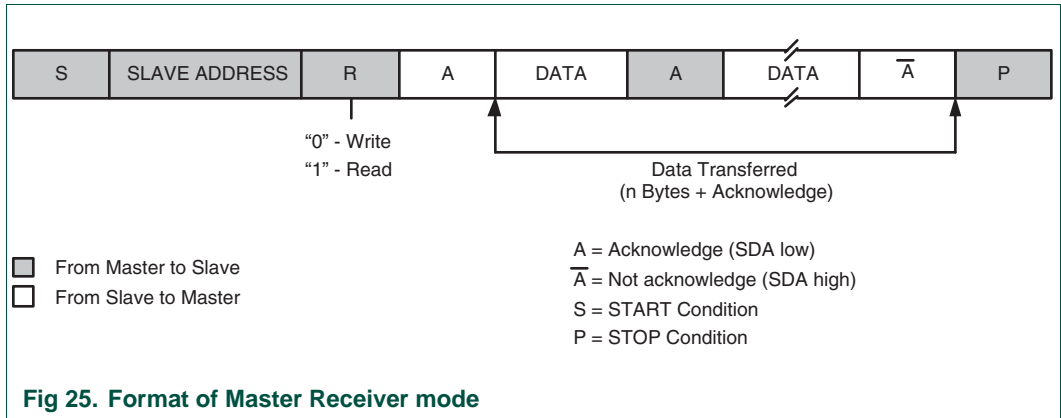 S SLAVE ADDRESS R A DATA A DATA A̅ P
“0” - Write
“1” - Read
Data Transferred
(n Bytes + Acknowledge)
From Master to Slave
From Slave to Master
A = Acknowledge (SDA low)
A̅ = Not acknowledge (SDA high)
S = START Condition
P = STOP Condition
Fig 25. Format of Master Receiver mode